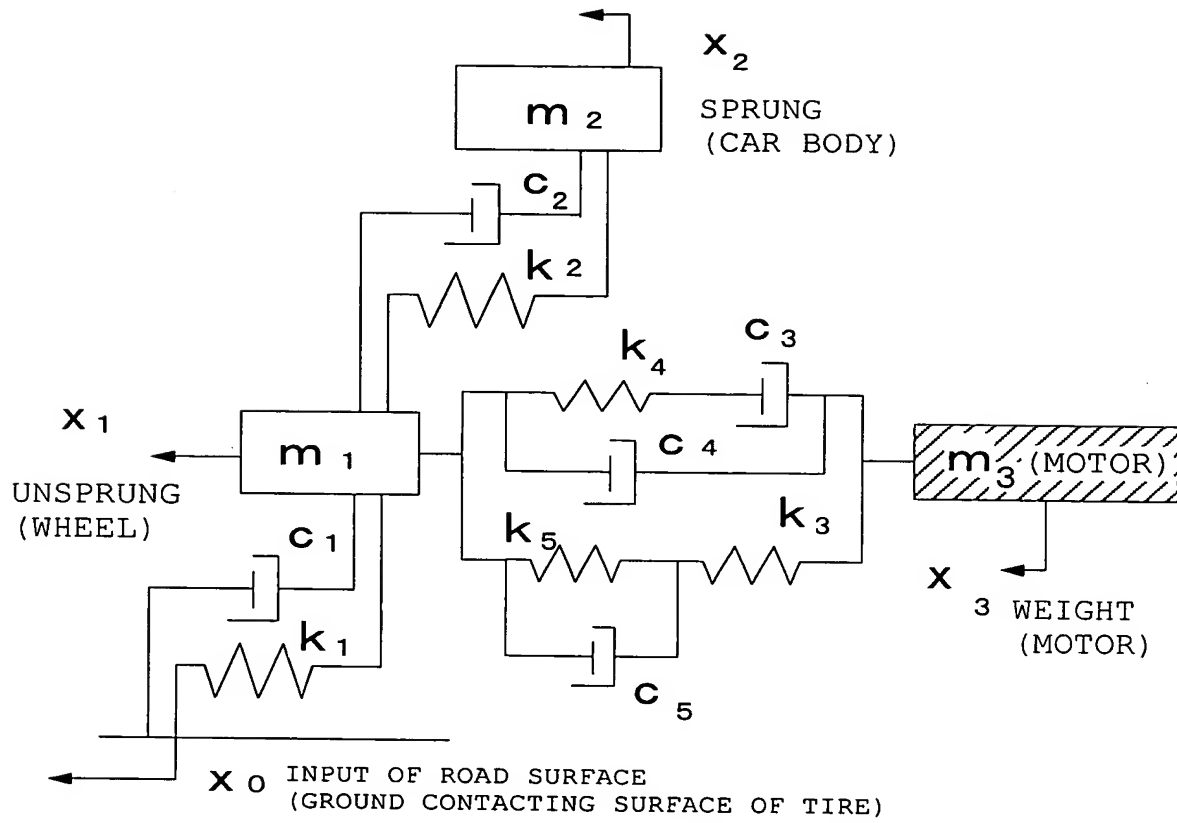 x2
m2
SPRUNG
(CAR BODY)
c2
k2
c3
k4
x1
m1
c4
m3 (MOTOR)
UNSPRUNG
(WHEEL)
c1
k5
k3
x3 WEIGHT
(MOTOR)
k1
c5
x0 INPUT OF ROAD SURFACE
(GROUND CONTACTING SURFACE OF TIRE)